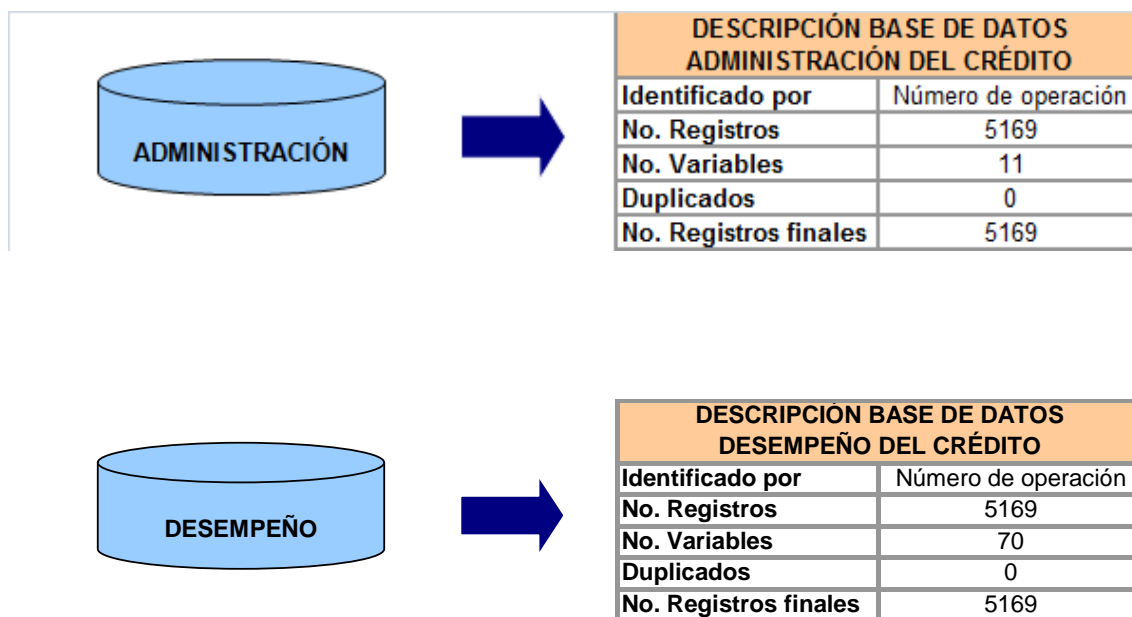 ADMINISTRACIÓN
DESCRIPCIÓN BASE DE DATOS
ADMINISTRACIÓN DEL CRÉDITO
Identificado por Número de operación
No. Registros 5169
No. Variables 11
Duplicados 0
No. Registros finales 5169
DESEMPEÑO
DESCRIPCIÓN BASE DE DATOS
DESEMPEÑO DEL CRÉDITO
Identificado por Número de operación
No. Registros 5169
No. Variables 70
Duplicados 0
No. Registros finales 5169